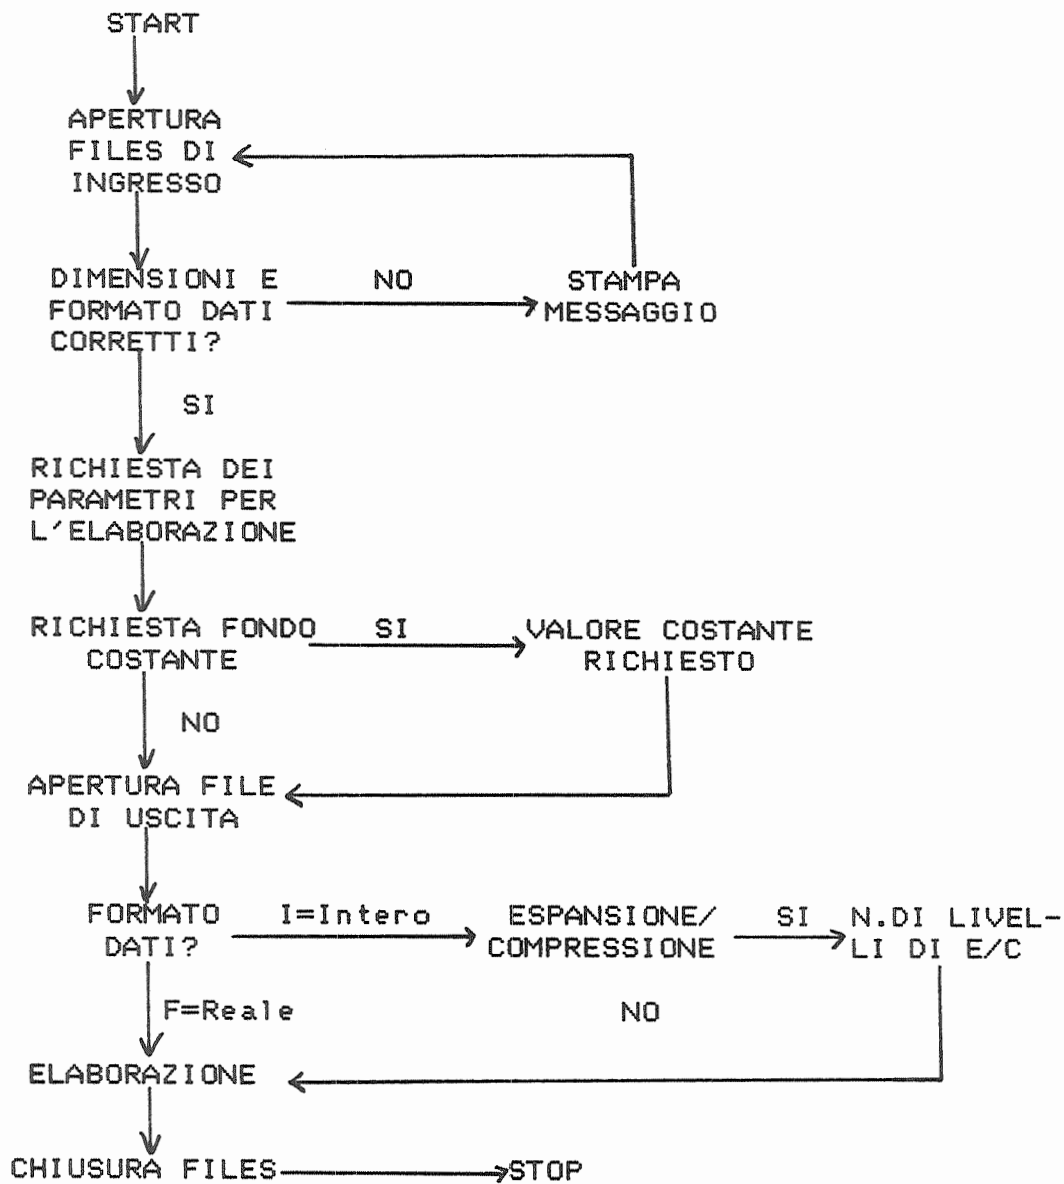 START
APERTURA
FILES DI
INGRESSO
DIMENSIONI E
FORMATO DATI
CORRETTI?
NO
STAMPA
MESSAGGIO
SI
RICHIESTA DEI
PARAMETRI PER
L'ELABORAZIONE
RICHIESTA FONDO
COSTANTE
SI
VALORE COSTANTE
RICHIESTO
NO
APERTURA FILE
DI USCITA
FORMATO
DATI?
I=Intero
ESPANSIONE/
COMPRESSIONE
SI
N.DI LIVEL-
LI DI E/C
F=Reale
NO
ELABORAZIONE
CHIUSURA FILES
STOP